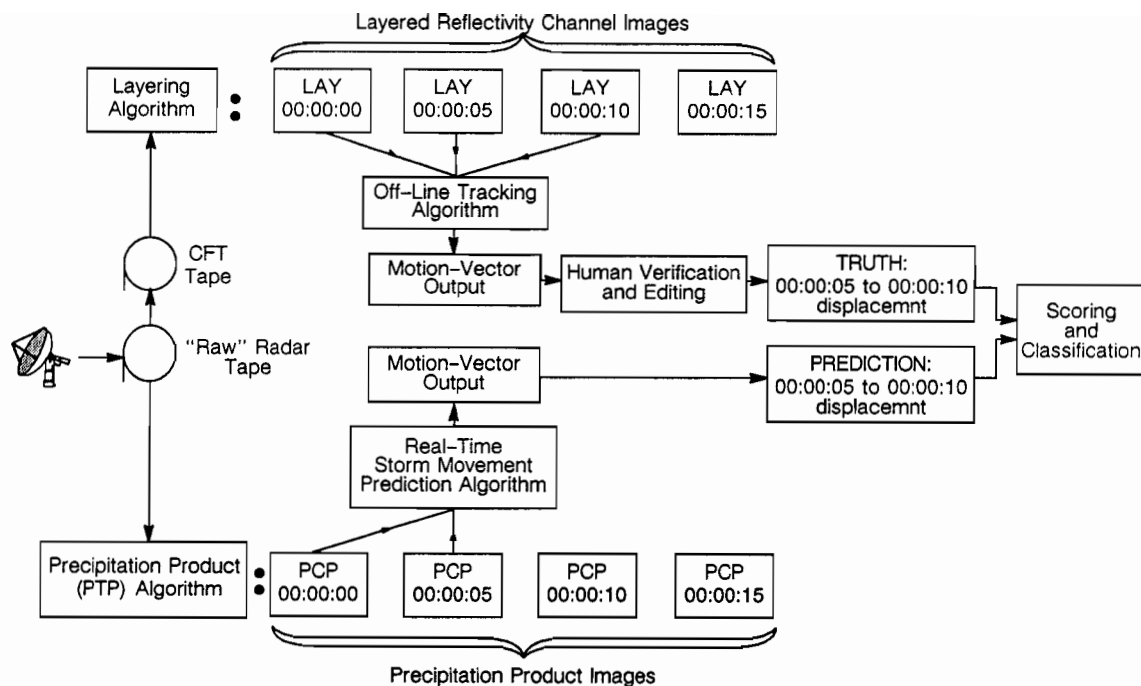 Layered Reflectivity Channel Images
Layering
Algorithm
:
LAY
00:00:00
LAY
00:00:05
LAY
00:00:10
LAY
00:00:15
Off-Line Tracking
Algorithm
CFT
Tape
Motion-Vector
Output
Human Verification
and Editing
TRUTH:
00:00:05 to 00:00:10
displacemnt
Scoring
and
Classification
"Raw" Radar
Tape
Motion-Vector
Output
PREDICTION:
00:00:05 to 00:00:10
displacemnt
Real-Time
Storm Movement
Prediction Algorithm
Precipitation Product
(PTP) Algorithm
:
PCP
00:00:00
PCP
00:00:05
PCP
00:00:10
PCP
00:00:15
Precipitation Product Images